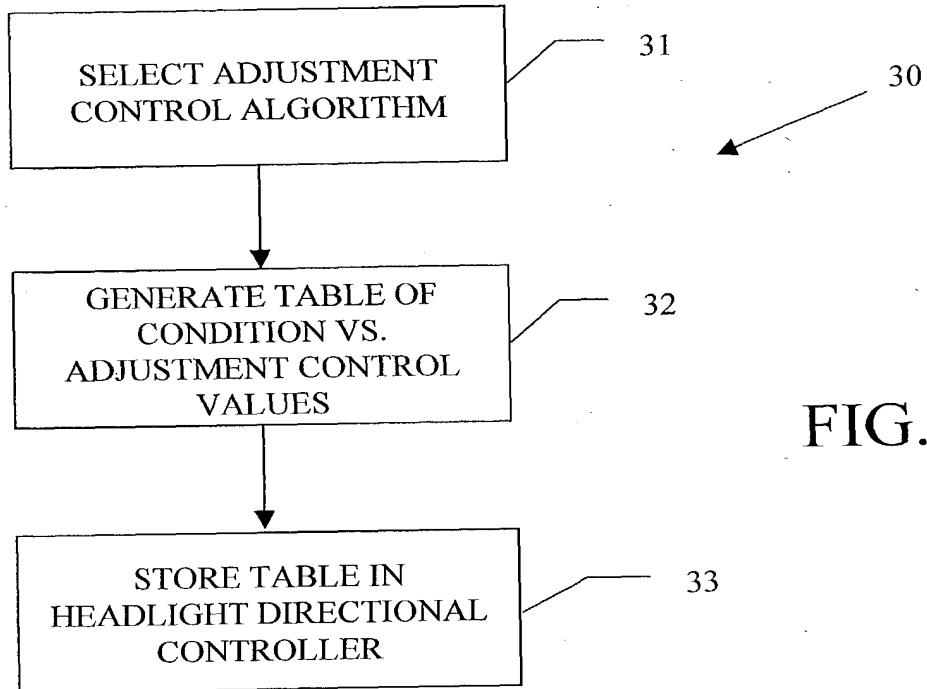 SELECT ADJUSTMENT
CONTROL ALGORITHM
31
30
GENERATE TABLE OF
CONDITION VS.
ADJUSTMENT CONTROL
VALUES
32
FIG.
STORE TABLE IN
HEADLIGHT DIRECTIONAL
CONTROLLER
33